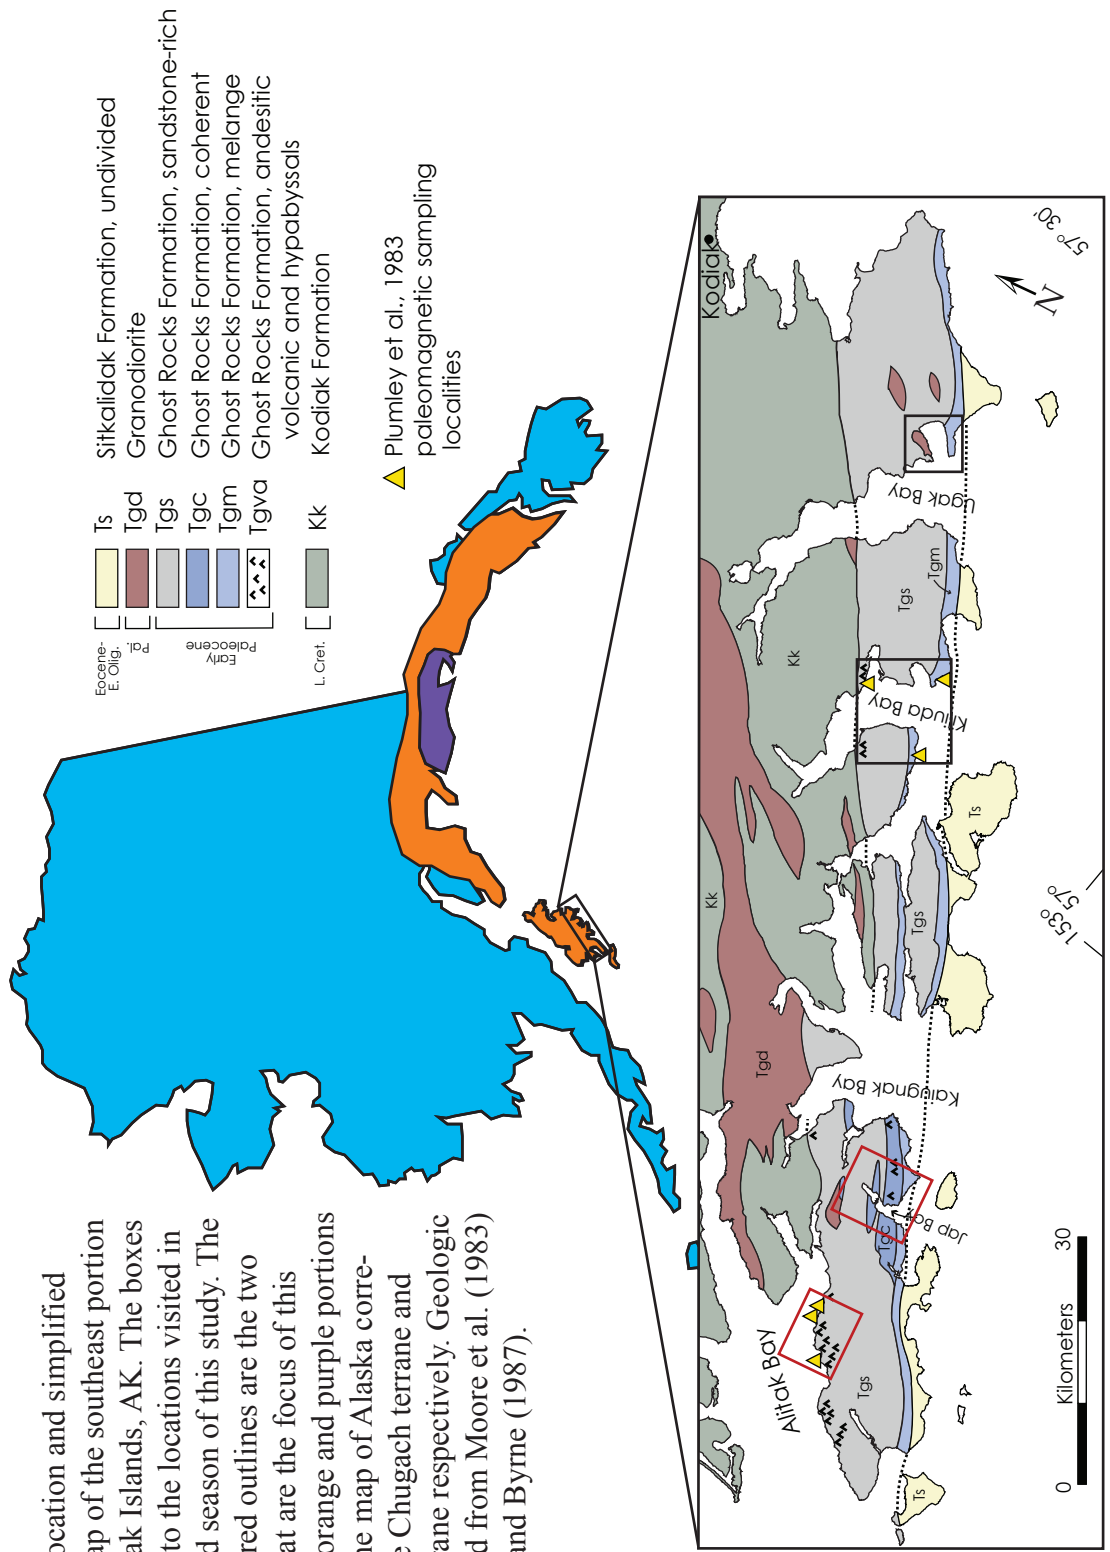 ocation and simplified
ap of the southeast portion
ak Islands, AK. The boxes
to the locations visited in
d season of this study. The
red outlines are the two
at are the focus of this
orange and purple portions
ne map of Alaska corre-
e Chugach terrane and
rane respectively. Geologic
d from Moore et al. (1983)
and Byrne (1987).
Eocene-
E. Olig.
Pal.
Early
Paleocene
L. Cret.
Ts Sitkalidak Formation, undivided
Tgd Granodiorite
Tgs Ghost Rocks Formation, sandstone-rich
Tgc Ghost Rocks Formation, coherent
Tgm Ghost Rocks Formation, melange
Tgva Ghost Rocks Formation, andesitic
volcanic and hypabyssals
Kk Kodiak Formation
Plumley et al., 1983
paleomagnetic sampling
localities
Kodiak
57° 30'
N
Ugak Bay
Tgs
Tgm
Kk
Kiliuda Bay
Ts
Kk
Tgs
153°
57°
Tgd
Kaiugnak Bay
Jap Bay
Tgc
Alitak Bay
Tgs
Ts
0
Kilometers
30